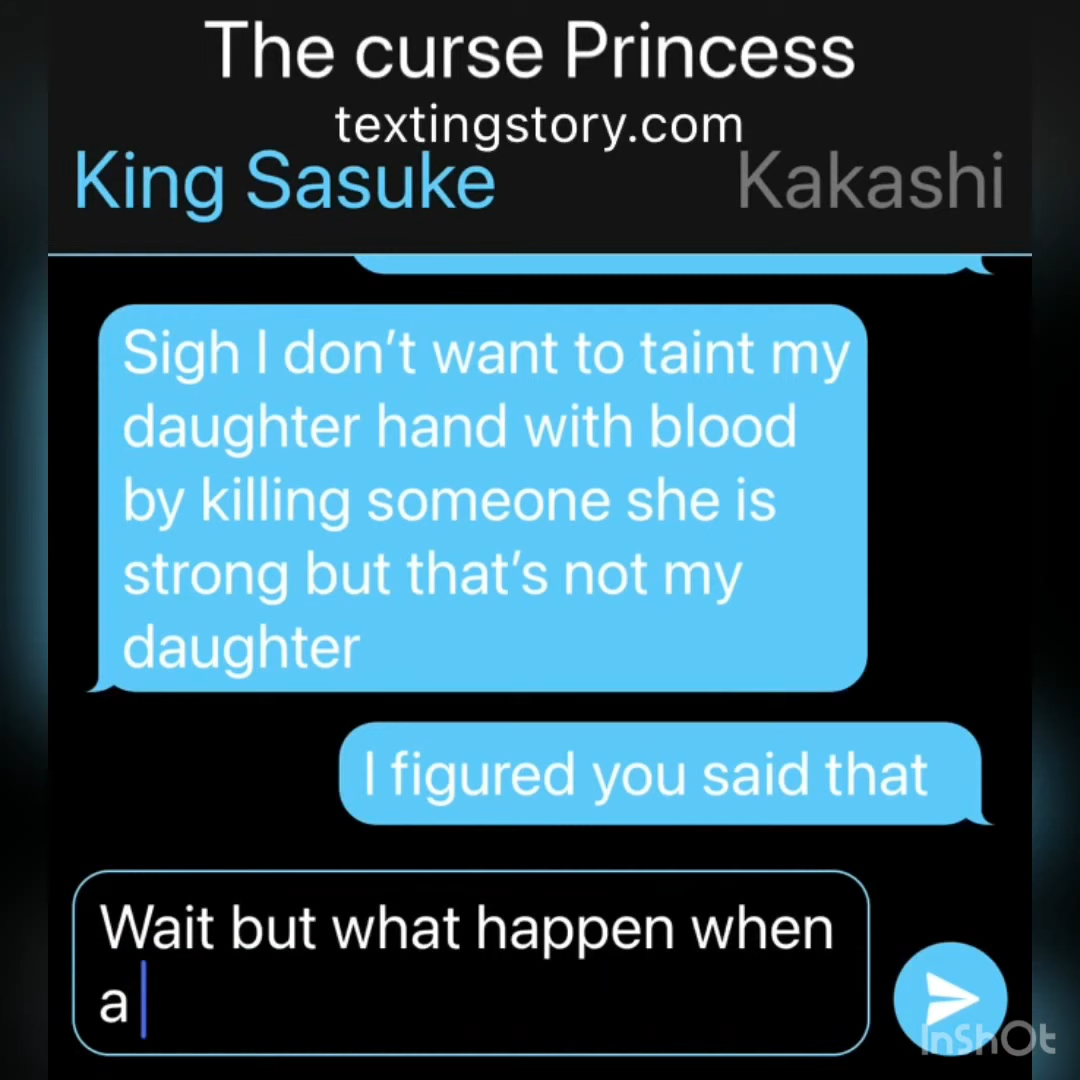 The curse Princess
textingstory.com
King Sasuke
Kakashi
Sigh I don’t want to taint my
daughter hand with blood
by killing someone she is
strong but that’s not my
daughter
I figured you said that
Wait but what happen when
a
InShOt